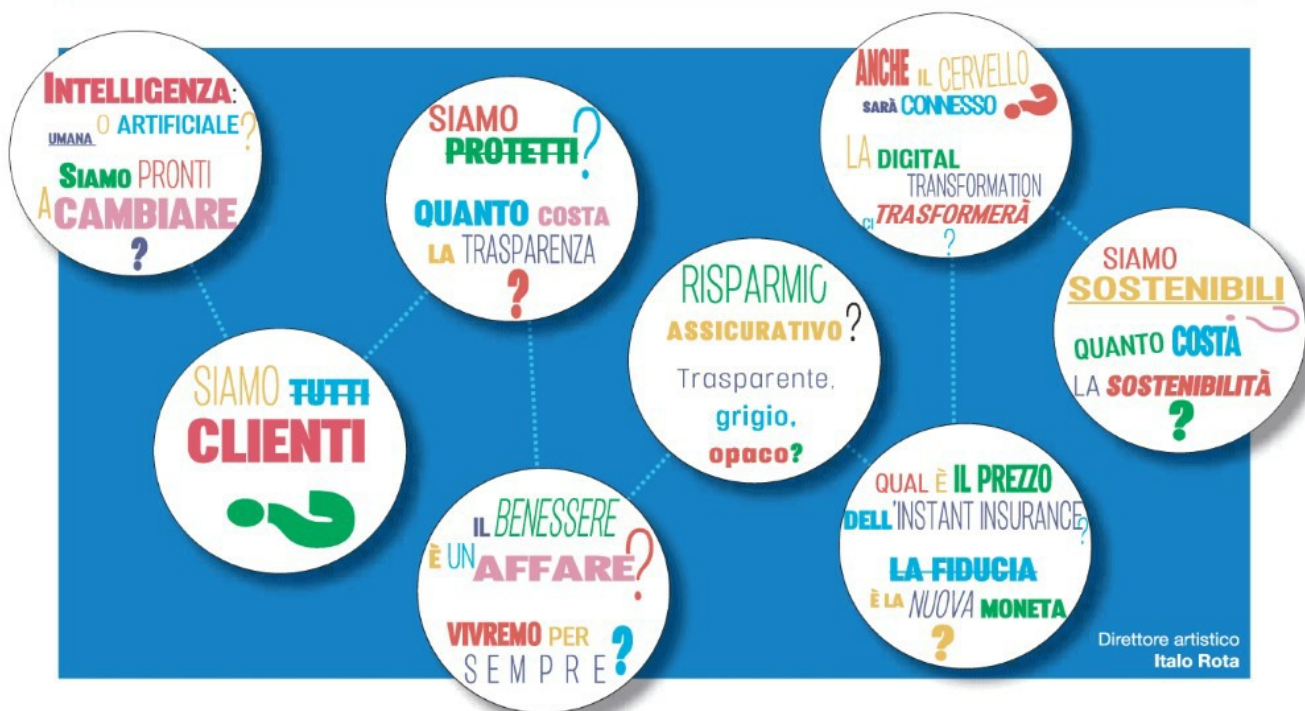 INTELLIGENZA:
UMANA O ARTIFICIALE?
SIAMO PRONTI
A CAMBIARE
?
SIAMO
PROTETTI?
QUANTO COSTA
LA TRASPARENZA
?
ANCHE IL CERVELLO
SARÀ CONNESSO ?
LA DIGITAL
TRANSFORMATION
CI TRASFORMERÀ
?
SIAMO
SOSTENIBILI
?
QUANTO COSTA
LA SOSTENIBILITÀ
?
RISPARMIO
ASSICURATIVO?
Trasparente,
grigio,
opaco?
SIAMO TUTTI
CLIENTI
?
IL BENESSERE
È UN AFFARE?
VIVREMO PER
SEMPRE?
QUAL È IL PREZZO
DELL'INSTANT INSURANCE?
LA FIDUCIA
È LA NUOVA MONETA
?
Direttore artistico
Italo Rota